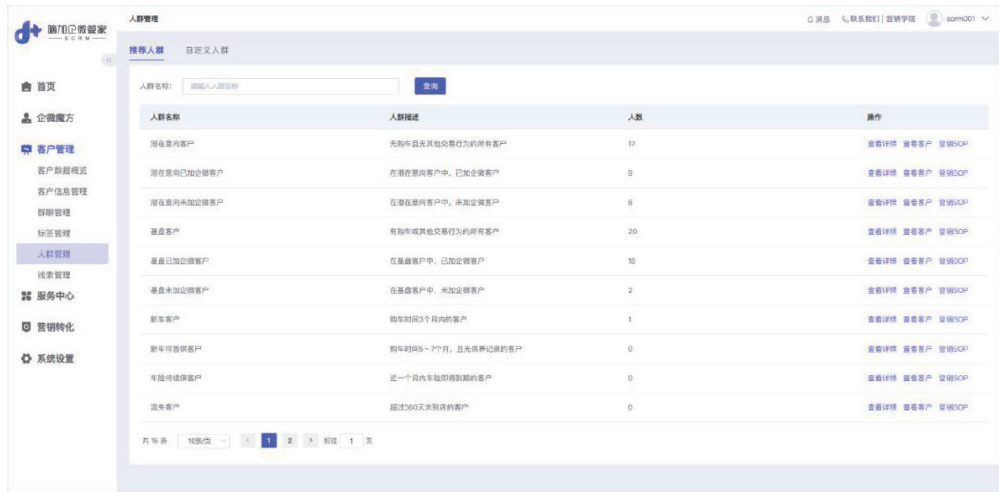 嗨加企微管家
SCRM
人群管理
消息 联系我们 | 营销学院 scrm001
首页
企微魔方
客户管理
客户数据概览
客户信息管理
群聊管理
标签管理
人群管理
线索管理
服务中心
营销转化
系统设置
推荐人群 自定义人群
人群名称: 请输入人群名称 查询
人群名称 人群描述 人数 操作
潜在意向客户 无购车且无其他交易行为的所有客户 17 查看详情 查看客户 营销SOP
潜在意向已加企微客户 在潜在意向客户中，已加企微客户 9 查看详情 查看客户 营销SOP
潜在意向未加企微客户 在潜在意向客户中，未加企微客户 8 查看详情 查看客户 营销SOP
基盘客户 有购车或其他交易行为的所有客户 20 查看详情 查看客户 营销SOP
基盘已加企微客户 在基盘客户中，已加企微客户 18 查看详情 查看客户 营销SOP
基盘未加企微客户 在基盘客户中，未加企微客户 2 查看详情 查看客户 营销SOP
新车客户 购车时间3个月内的客户 1 查看详情 查看客户 营销SOP
新车待首保客户 购车时间5~7个月，且无保养记录的客户 0 查看详情 查看客户 营销SOP
车险待续保客户 近一个月内车险即将到期的客户 0 查看详情 查看客户 营销SOP
流失客户 超过360天未到店的客户 0 查看详情 查看客户 营销SOP
共 16 条 10条/页 < 1 2 > 前往 1 页